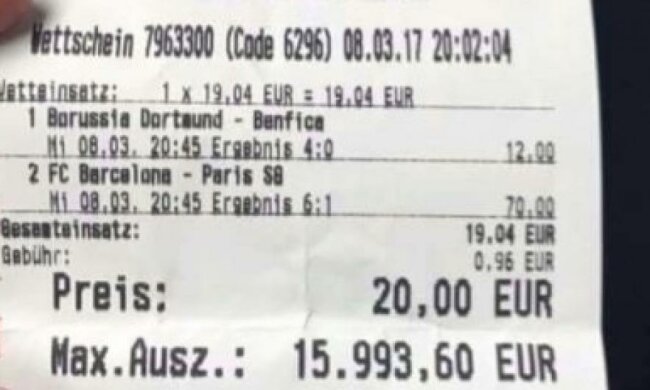 Wettschein 7963300 (Code 6296) 08.03.17 20:02:04
Wetteinsatz: 1 x 19.04 EUR = 19.04 EUR
1 Borussia Dortmund - Benfica
Mi 08.03. 20:45 Ergebnis 4:0 12.00
2 FC Barcelona - Paris SG
Mi 08.03. 20:45 Ergebnis 6:1 70.00
Gesamteinsatz: 19.04 EUR
Gebühr: 0.96 EUR
Preis: 20,00 EUR
Max.Ausz.: 15.993,60 EUR